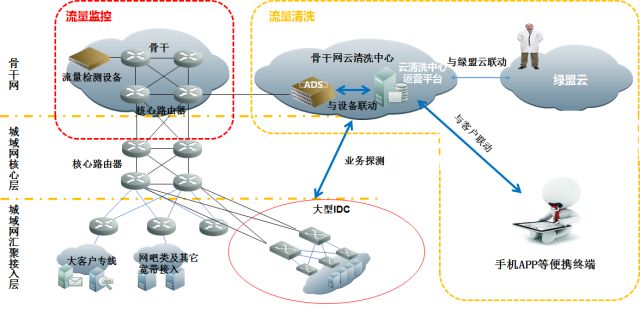 流量监控
流量清洗
骨干网
骨干
流量检测设备
核心路由器
骨干网云清洗中心
ADS
与设备联动
云清洗中心
运营平台
与绿盟云联动
绿盟云
城域网核心层
核心路由器
业务探测
与客户联动
城域网汇聚接入层
大型IDC
大客户专线
网吧类及其它
宽带接入
手机APP等便携终端